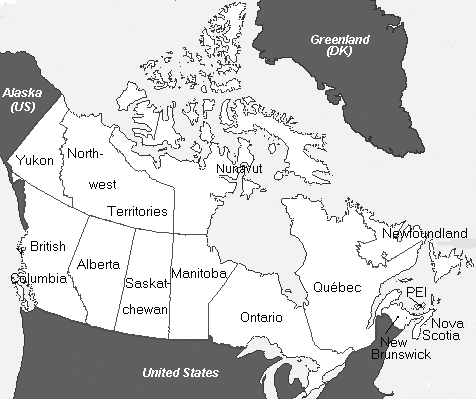 Greenland
(DK)
Alaska
(US)
Yukon
North-
west
Territories
Nunavut
British
Columbia
Alberta
Saskat-
chewan
Manitoba
Ontario
Québec
Newfoundland
PEI
Nova
Scotia
New
Brunswick
United States